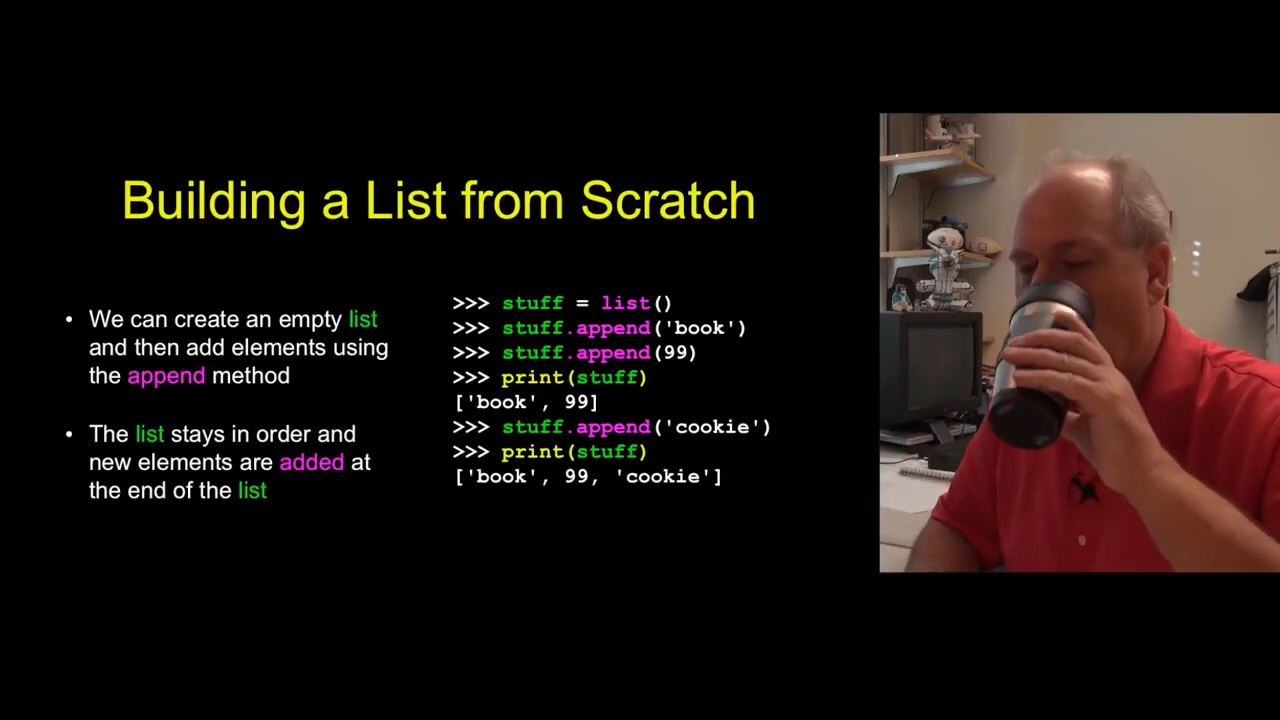 Building a List from Scratch
• We can create an empty list
and then add elements using
the append method
• The list stays in order and
new elements are added at
the end of the list
>>> stuff = list()
>>> stuff.append('book')
>>> stuff.append(99)
>>> print(stuff)
['book', 99]
>>> stuff.append('cookie')
>>> print(stuff)
['book', 99, 'cookie']